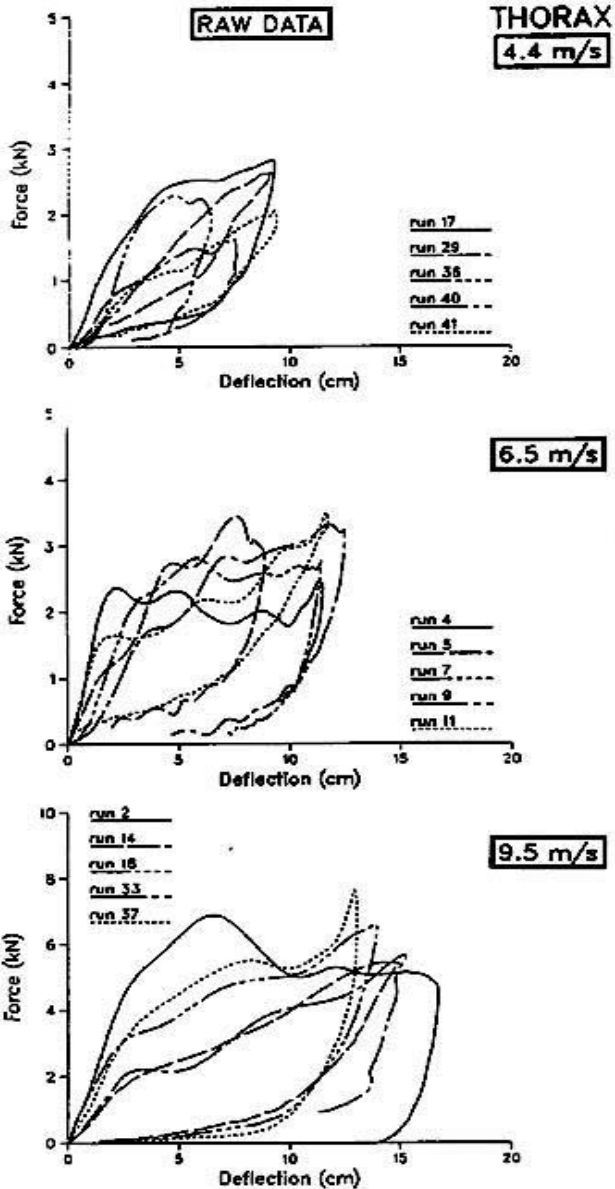 RAW DATA
THORAX
4.4 m/s
5
4
3
2
1
0
Force (kN)
run 17
run 29
run 36
run 40
run 41
0 5 10 15 20
Deflection (cm)
6.5 m/s
5
4
3
2
1
0
Force (kN)
run 4
run 5
run 7
run 9
run 11
0 5 10 15 20
Deflection (cm)
9.5 m/s
10
8
6
4
2
0
Force (kN)
run 2
run 14
run 16
run 33
run 37
0 5 10 15 20
Deflection (cm)